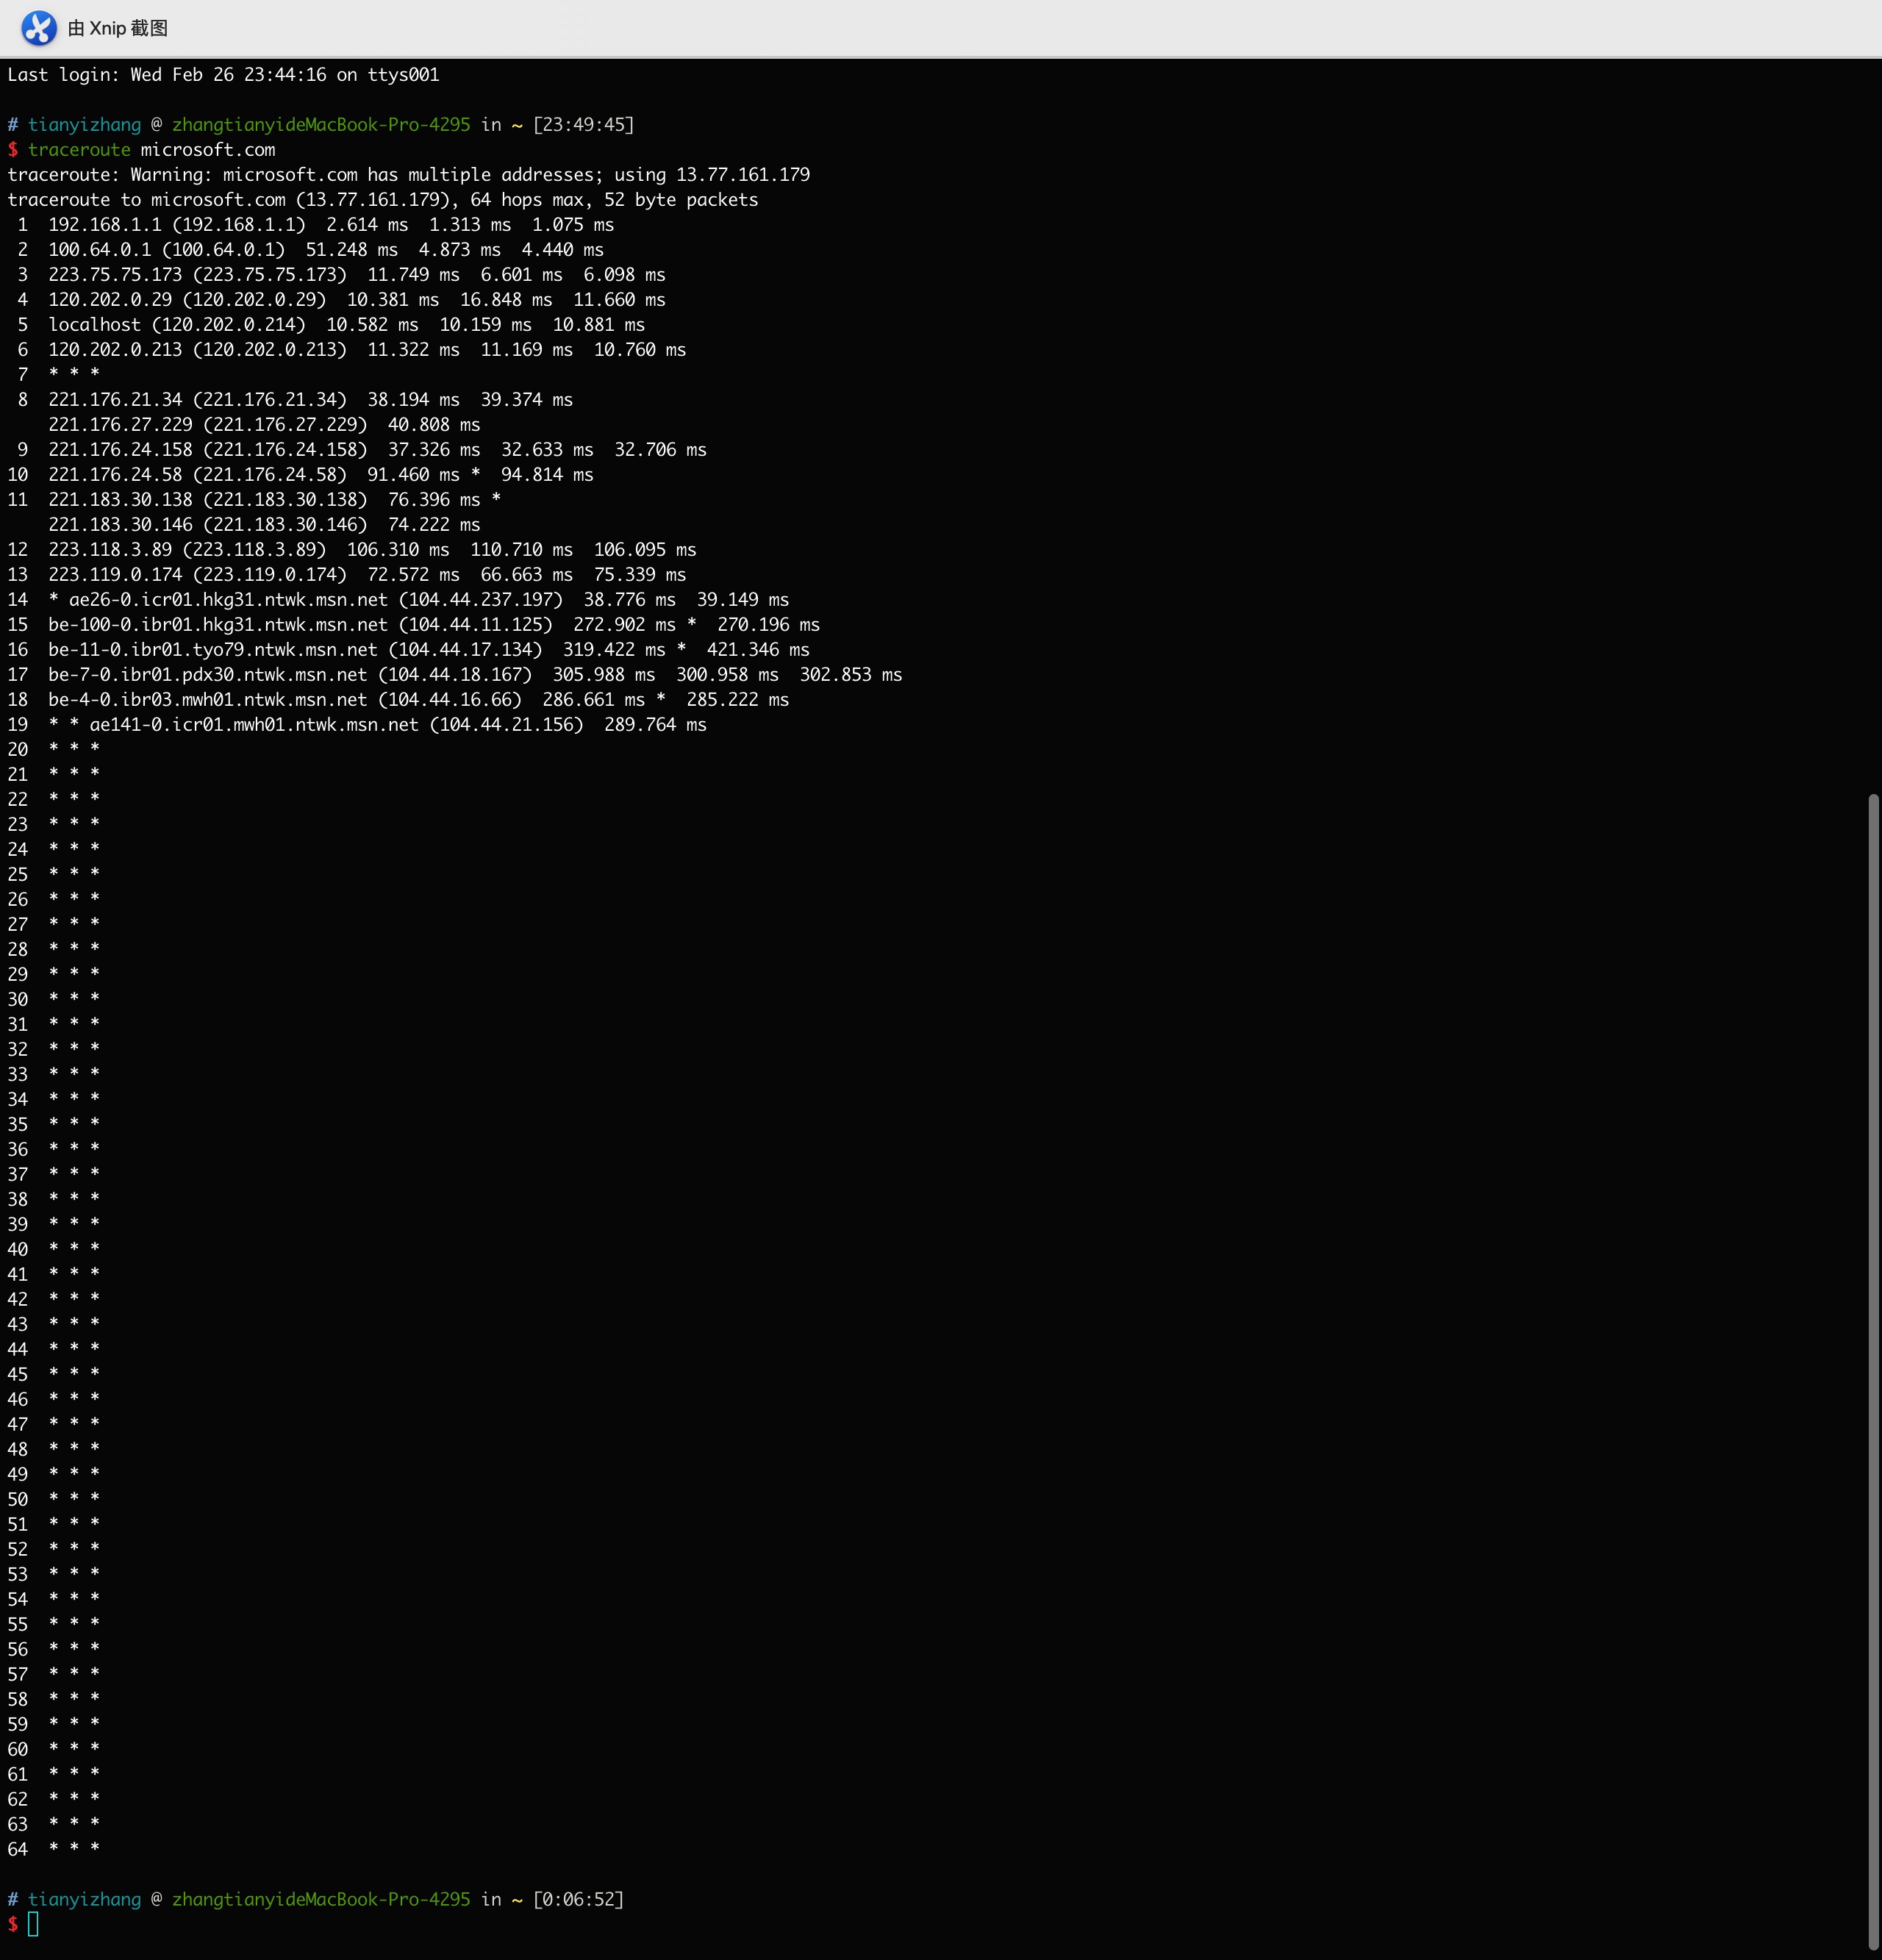 由 Xnip 截图
Last login: Wed Feb 26 23:44:16 on ttys001
# tianyizhang @ zhangtianyideMacBook-Pro-4295 in ~ [23:49:45]
$ traceroute microsoft.com
traceroute: Warning: microsoft.com has multiple addresses; using 13.77.161.179
traceroute to microsoft.com (13.77.161.179), 64 hops max, 52 byte packets
 1  192.168.1.1 (192.168.1.1)  2.614 ms  1.313 ms  1.075 ms
 2  100.64.0.1 (100.64.0.1)  51.248 ms  4.873 ms  4.440 ms
 3  223.75.75.173 (223.75.75.173)  11.749 ms  6.601 ms  6.098 ms
 4  120.202.0.29 (120.202.0.29)  10.381 ms  16.848 ms  11.660 ms
 5  localhost (120.202.0.214)  10.582 ms  10.159 ms  10.881 ms
 6  120.202.0.213 (120.202.0.213)  11.322 ms  11.169 ms  10.760 ms
 7  * * *
 8  221.176.21.34 (221.176.21.34)  38.194 ms  39.374 ms
    221.176.27.229 (221.176.27.229)  40.808 ms
 9  221.176.24.158 (221.176.24.158)  37.326 ms  32.633 ms  32.706 ms
10  221.176.24.58 (221.176.24.58)  91.460 ms *  94.814 ms
11  221.183.30.138 (221.183.30.138)  76.396 ms *
    221.183.30.146 (221.183.30.146)  74.222 ms
12  223.118.3.89 (223.118.3.89)  106.310 ms  110.710 ms  106.095 ms
13  223.119.0.174 (223.119.0.174)  72.572 ms  66.663 ms  75.339 ms
14  * ae26-0.icr01.hkg31.ntwk.msn.net (104.44.237.197)  38.776 ms  39.149 ms
15  be-100-0.ibr01.hkg31.ntwk.msn.net (104.44.11.125)  272.902 ms *  270.196 ms
16  be-11-0.ibr01.tyo79.ntwk.msn.net (104.44.17.134)  319.422 ms *  421.346 ms
17  be-7-0.ibr01.pdx30.ntwk.msn.net (104.44.18.167)  305.988 ms  300.958 ms  302.853 ms
18  be-4-0.ibr03.mwh01.ntwk.msn.net (104.44.16.66)  286.661 ms *  285.222 ms
19  * * ae141-0.icr01.mwh01.ntwk.msn.net (104.44.21.156)  289.764 ms
20  * * *
21  * * *
22  * * *
23  * * *
24  * * *
25  * * *
26  * * *
27  * * *
28  * * *
29  * * *
30  * * *
31  * * *
32  * * *
33  * * *
34  * * *
35  * * *
36  * * *
37  * * *
38  * * *
39  * * *
40  * * *
41  * * *
42  * * *
43  * * *
44  * * *
45  * * *
46  * * *
47  * * *
48  * * *
49  * * *
50  * * *
51  * * *
52  * * *
53  * * *
54  * * *
55  * * *
56  * * *
57  * * *
58  * * *
59  * * *
60  * * *
61  * * *
62  * * *
63  * * *
64  * * *
# tianyizhang @ zhangtianyideMacBook-Pro-4295 in ~ [0:06:52]
$